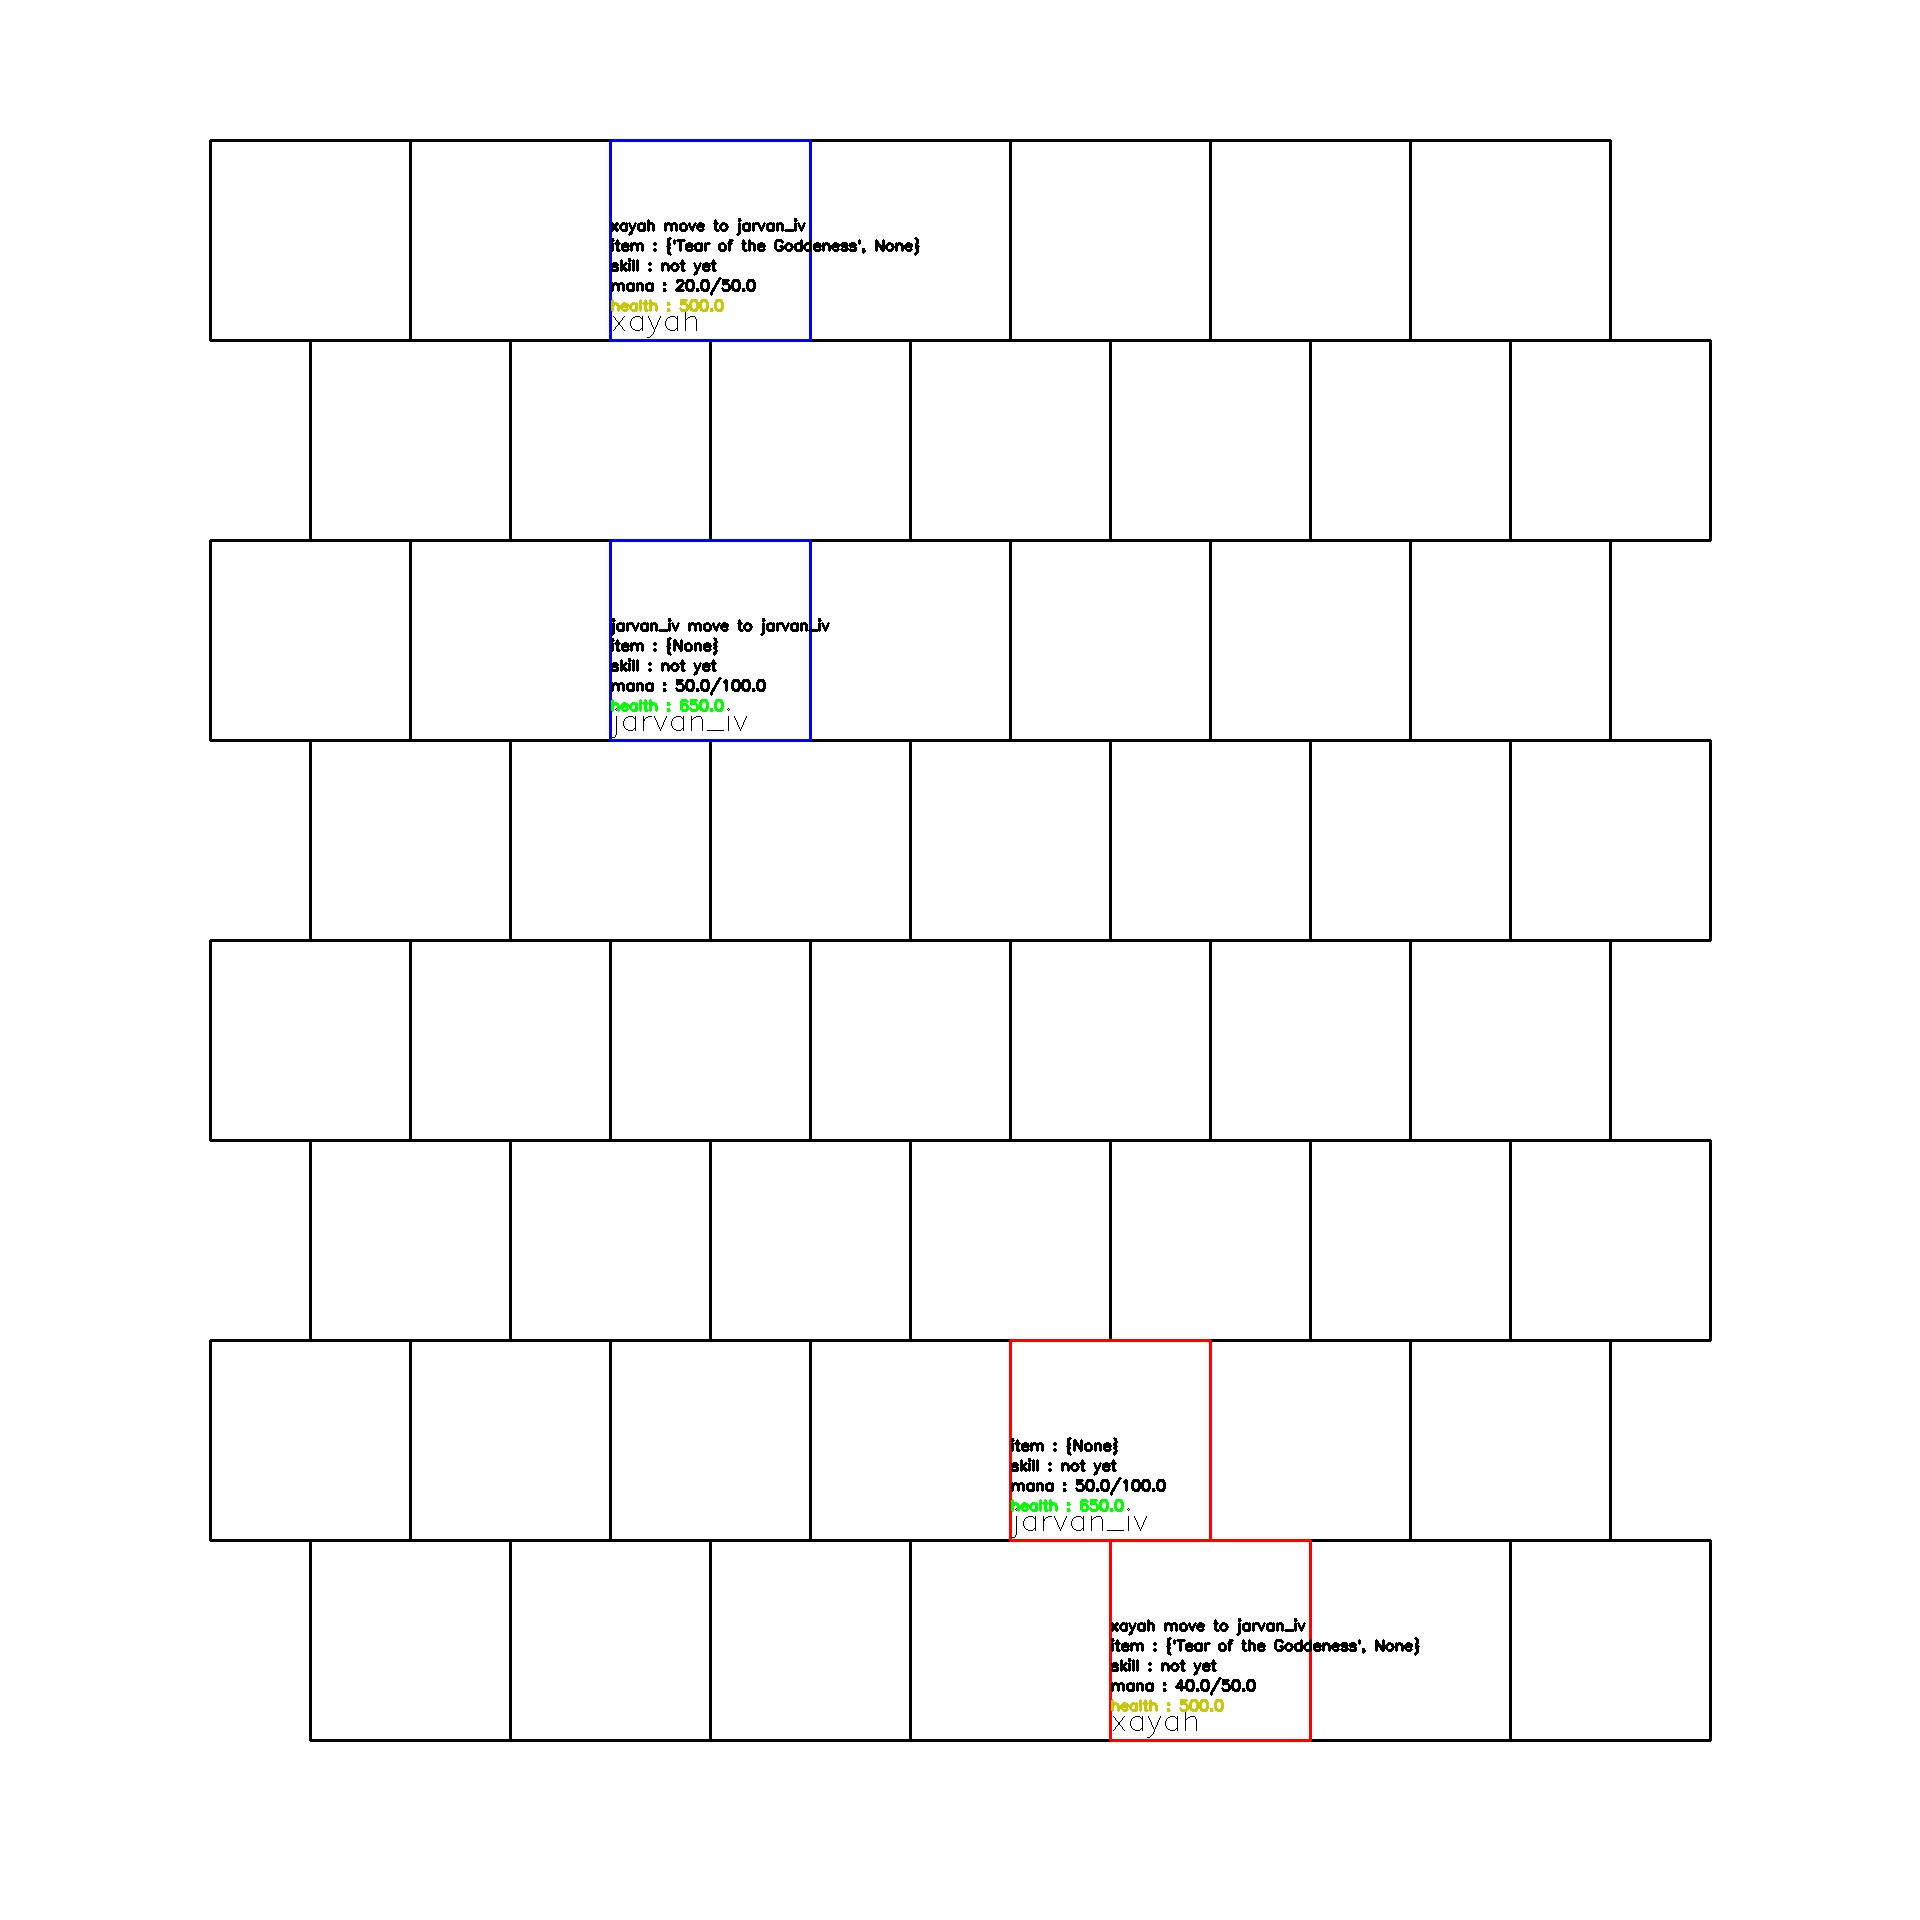 xayah move to jarvan_iv
item : {'Tear of the Goddeness', None}
skill : not yet
mana : 20.0/50.0
health : 500.0
xayah
jarvan_iv move to jarvan_iv
item : {None}
skill : not yet
mana : 50.0/100.0
health : 650.0
jarvan_iv
item : {None}
skill : not yet
mana : 50.0/100.0
health : 650.0
jarvan_iv
xayah move to jarvan_iv
item : {'Tear of the Goddeness', None}
skill : not yet
mana : 40.0/50.0
health : 500.0
xayah